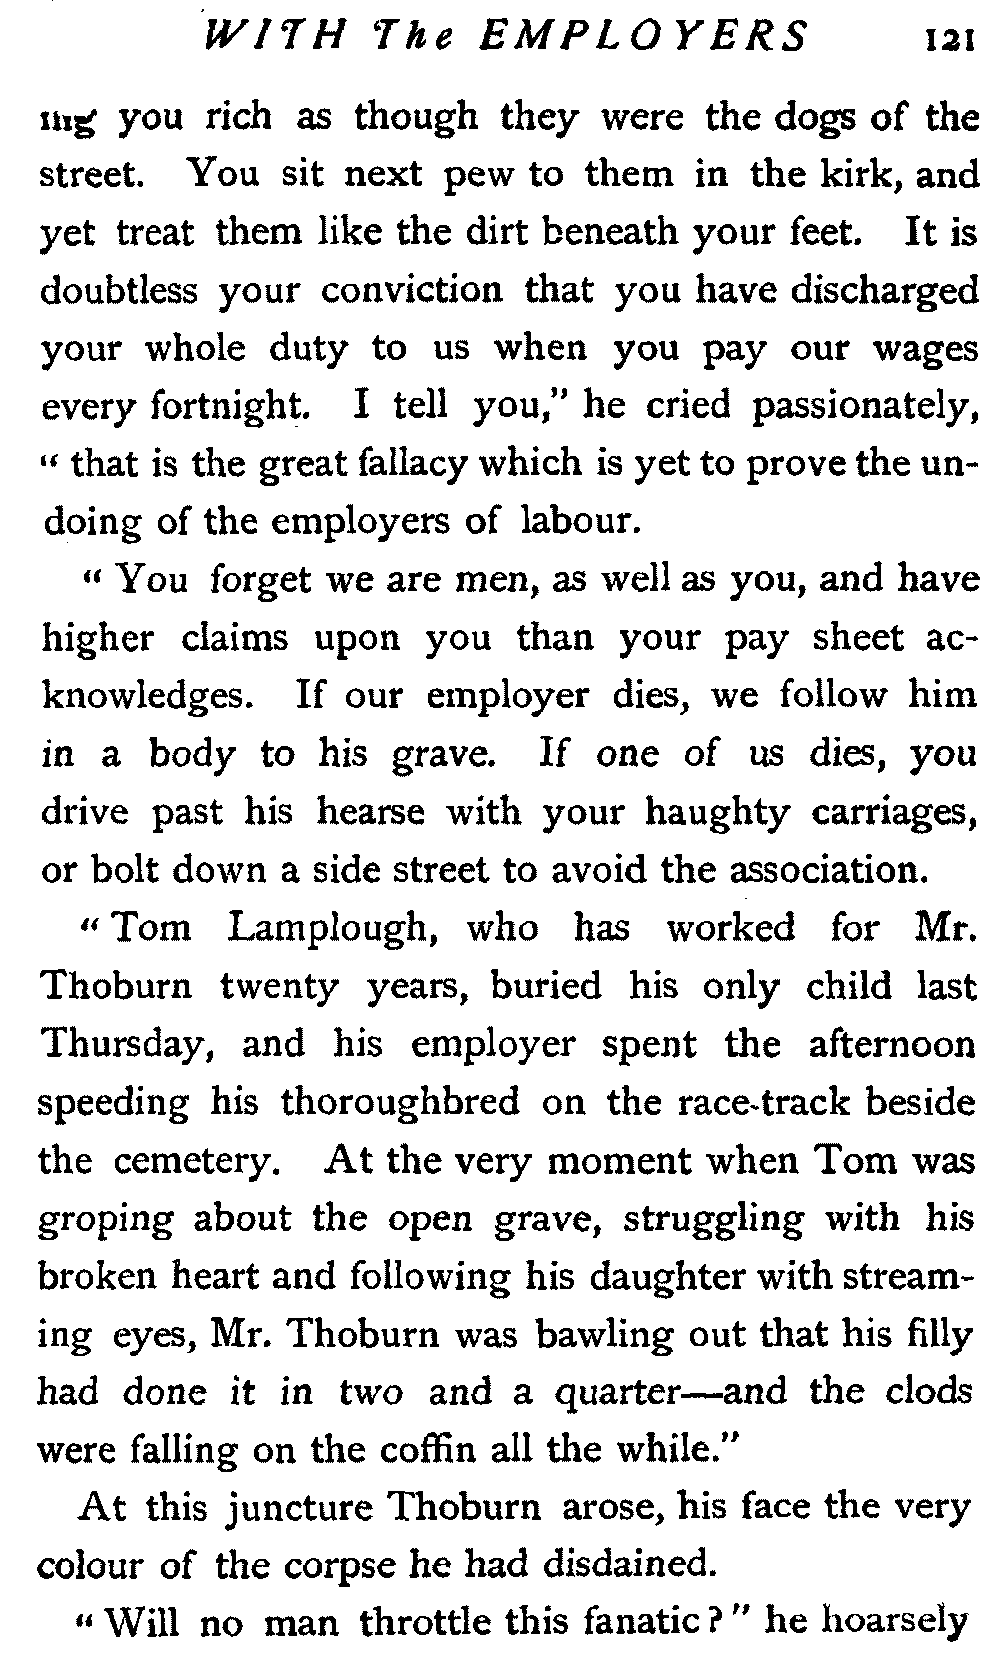 WITH The EMPLOYERS 121
ing you rich as though they were the dogs of the
street. You sit next pew to them in the kirk, and
yet treat them like the dirt beneath your feet. It is
doubtless your conviction that you have discharged
your whole duty to us when you pay our wages
every fortnight. I tell you," he cried passionately,
"that is the great fallacy which is yet to prove the un-
doing of the employers of labour.
"You forget we are men, as well as you, and have
higher claims upon you than your pay sheet ac-
knowledges. If our employer dies, we follow him
in a body to his grave. If one of us dies, you
drive past his hearse with your haughty carriages,
or bolt down a side street to avoid the association.
"Tom Lamplough, who has worked for Mr.
Thoburn twenty years, buried his only child last
Thursday, and his employer spent the afternoon
speeding his thoroughbred on the race-track beside
the cemetery. At the very moment when Tom was
groping about the open grave, struggling with his
broken heart and following his daughter with stream-
ing eyes, Mr. Thoburn was bawling out that his filly
had done it in two and a quarter—and the clods
were falling on the coffin all the while."
At this juncture Thoburn arose, his face the very
colour of the corpse he had disdained.
"Will no man throttle this fanatic?" he hoarsely